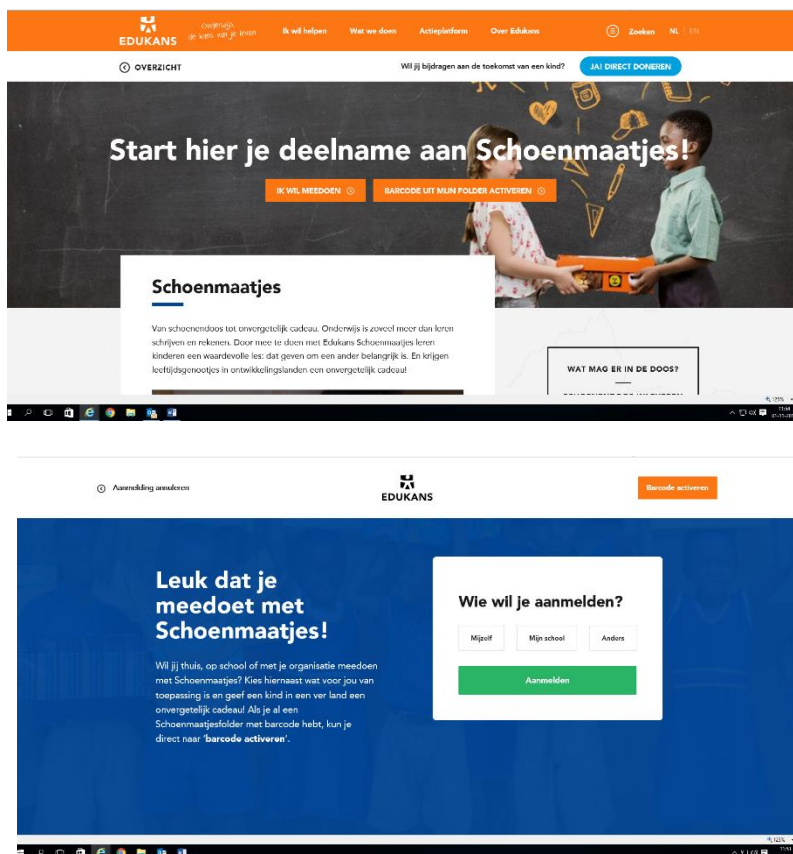 Onderwijs,
de kans van je leven
EDUKANS
Ik wil helpen Wat we doen Actieplatform Over Edukans Zoeken NL EN
OVERZICHT Wil jij bijdragen aan de toekomst van een kind? JA! DIRECT DONEREN
Start hier je deelname aan Schoenmaatjes!
IK WIL MEEDOEN BARCODE UIT MIJN FOLDER ACTIVEREN
Schoenmaatjes
Van schoenendoos tot onvergetelijk cadeau. Onderwijs is zoveel meer dan leren
schrijven en rekenen. Door mee te doen met Edukans Schoenmaatjes leren
kinderen een waardevolle les: dat geven om een ander belangrijk is. En krijgen
leeftijdsgenootjes in ontwikkelingslanden een onvergetelijk cadeau!
WAT MAG ER IN DE DOOS?
125%
11:54
Aanmelding annuleren EDUKANS Barcode activeren
Leuk dat je
meedoet met
Schoenmaatjes!
Wil jij thuis, op school of met je organisatie meedoen
met Schoenmaatjes? Kies hiernaast wat voor jou van
toepassing is en geef een kind in een ver land een
onvergetelijk cadeau! Als je al een
Schoenmaatjesfolder met barcode hebt, kun je
direct naar 'barcode activeren'.
Wie wil je aanmelden?
Mijzelf Mijn school Anders
Aanmelden
125%
11:53